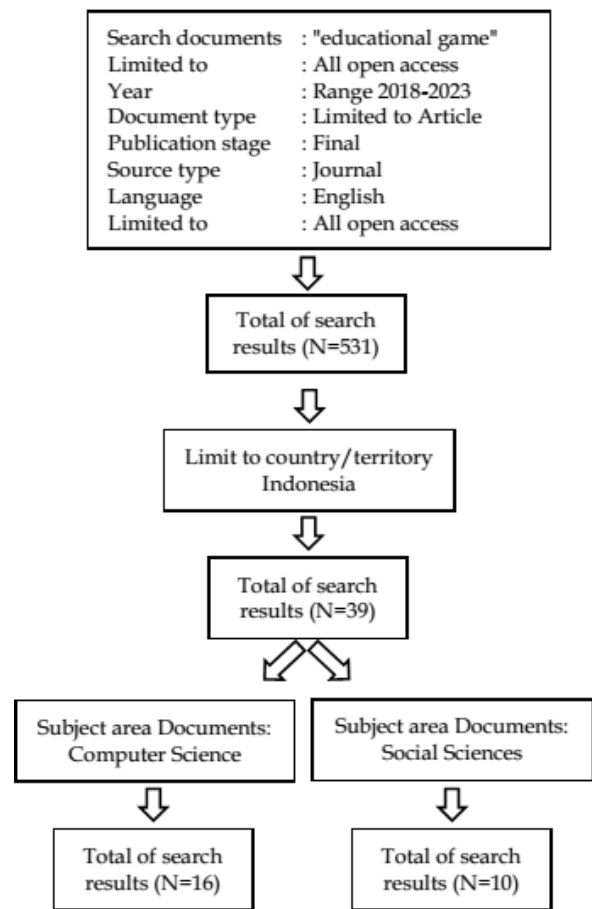 Search documents : "educational game"
Limited to : All open access
Year : Range 2018-2023
Document type : Limited to Article
Publication stage : Final
Source type : Journal
Language : English
Limited to : All open access
Total of search
results (N=531)
Limit to country/territory
Indonesia
Total of search
results (N=39)
Subject area Documents:
Computer Science
Subject area Documents:
Social Sciences
Total of search
results (N=16)
Total of search
results (N=10)